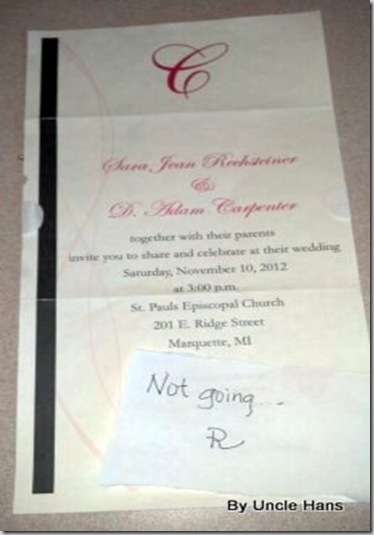 C
Sara Jean Rechsteiner
&
D. Adam Carpenter
together with their parents
invite you to share and celebrate at their wedding
Saturday, November 10, 2012
at 3:00 p.m.
St. Pauls Episcopal Church
201 E. Ridge Street
Marquette, MI
Not going...
R
By Uncle Hans